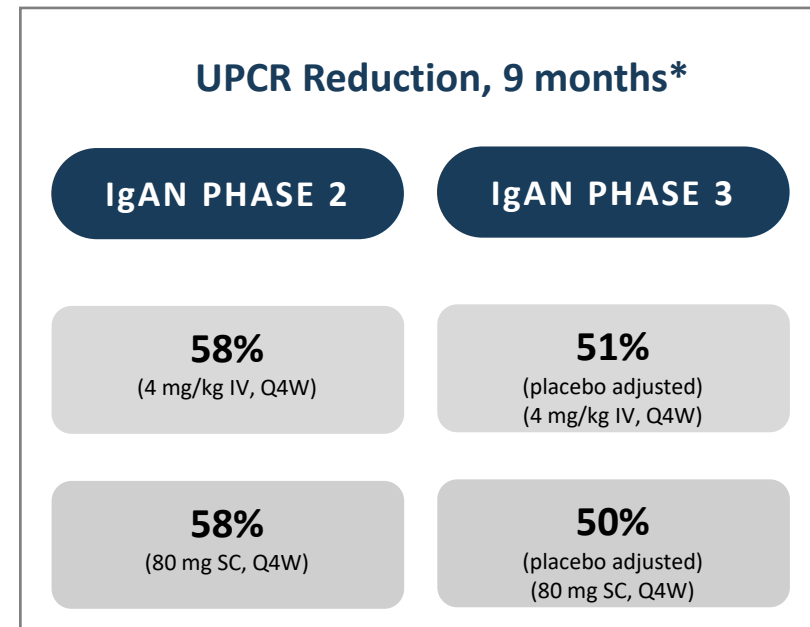 UPCR Reduction, 9 months*
IgAN PHASE 2
IgAN PHASE 3
58%
(4 mg/kg IV, Q4W)
51%
(placebo adjusted)
(4 mg/kg IV, Q4W)
58%
(80 mg SC, Q4W)
50%
(placebo adjusted)
(80 mg SC, Q4W)